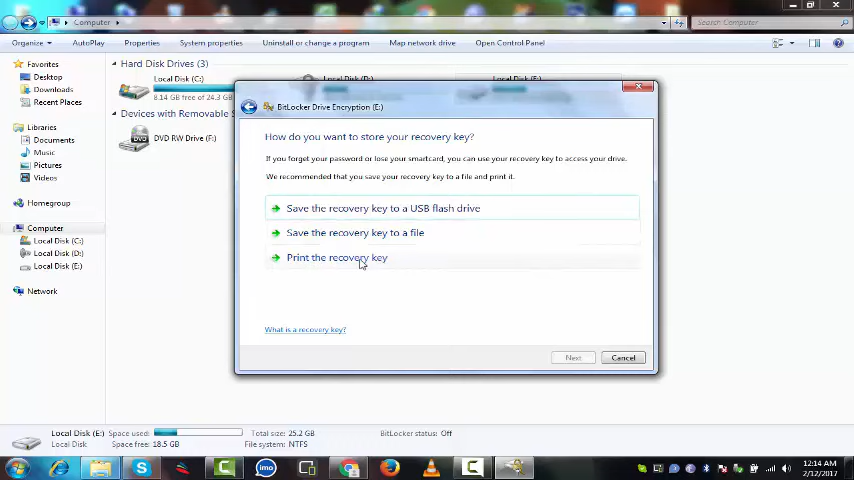 Computer
Search Computer
Organize
AutoPlay
Properties
System properties
Uninstall or change a program
Map network drive
Open Control Panel
Favorites
Desktop
Downloads
Recent Places
Libraries
Documents
Music
Pictures
Videos
Homegroup
Computer
Local Disk (C:)
Local Disk (D:)
Local Disk (E:)
Network
Hard Disk Drives (3)
Local Disk (C:)
8.14 GB free of 24.3
Local Disk (D:)
Local Disk (E:)
Devices with Removable S
DVD
DVD RW Drive (F:)
BitLocker Drive Encryption (E:)
How do you want to store your recovery key?
If you forget your password or lose your smartcard, you can use your recovery key to access your drive.
We recommended that you save your recovery key to a file and print it.
Save the recovery key to a USB flash drive
Save the recovery key to a file
Print the recovery key
What is a recovery key?
Next
Cancel
Local Disk (E:) Space used: Total size: 25.2 GB BitLocker status: Off
Local Disk Space free: 18.5 GB File system: NTFS
imo
12:14 AM
2/12/2017